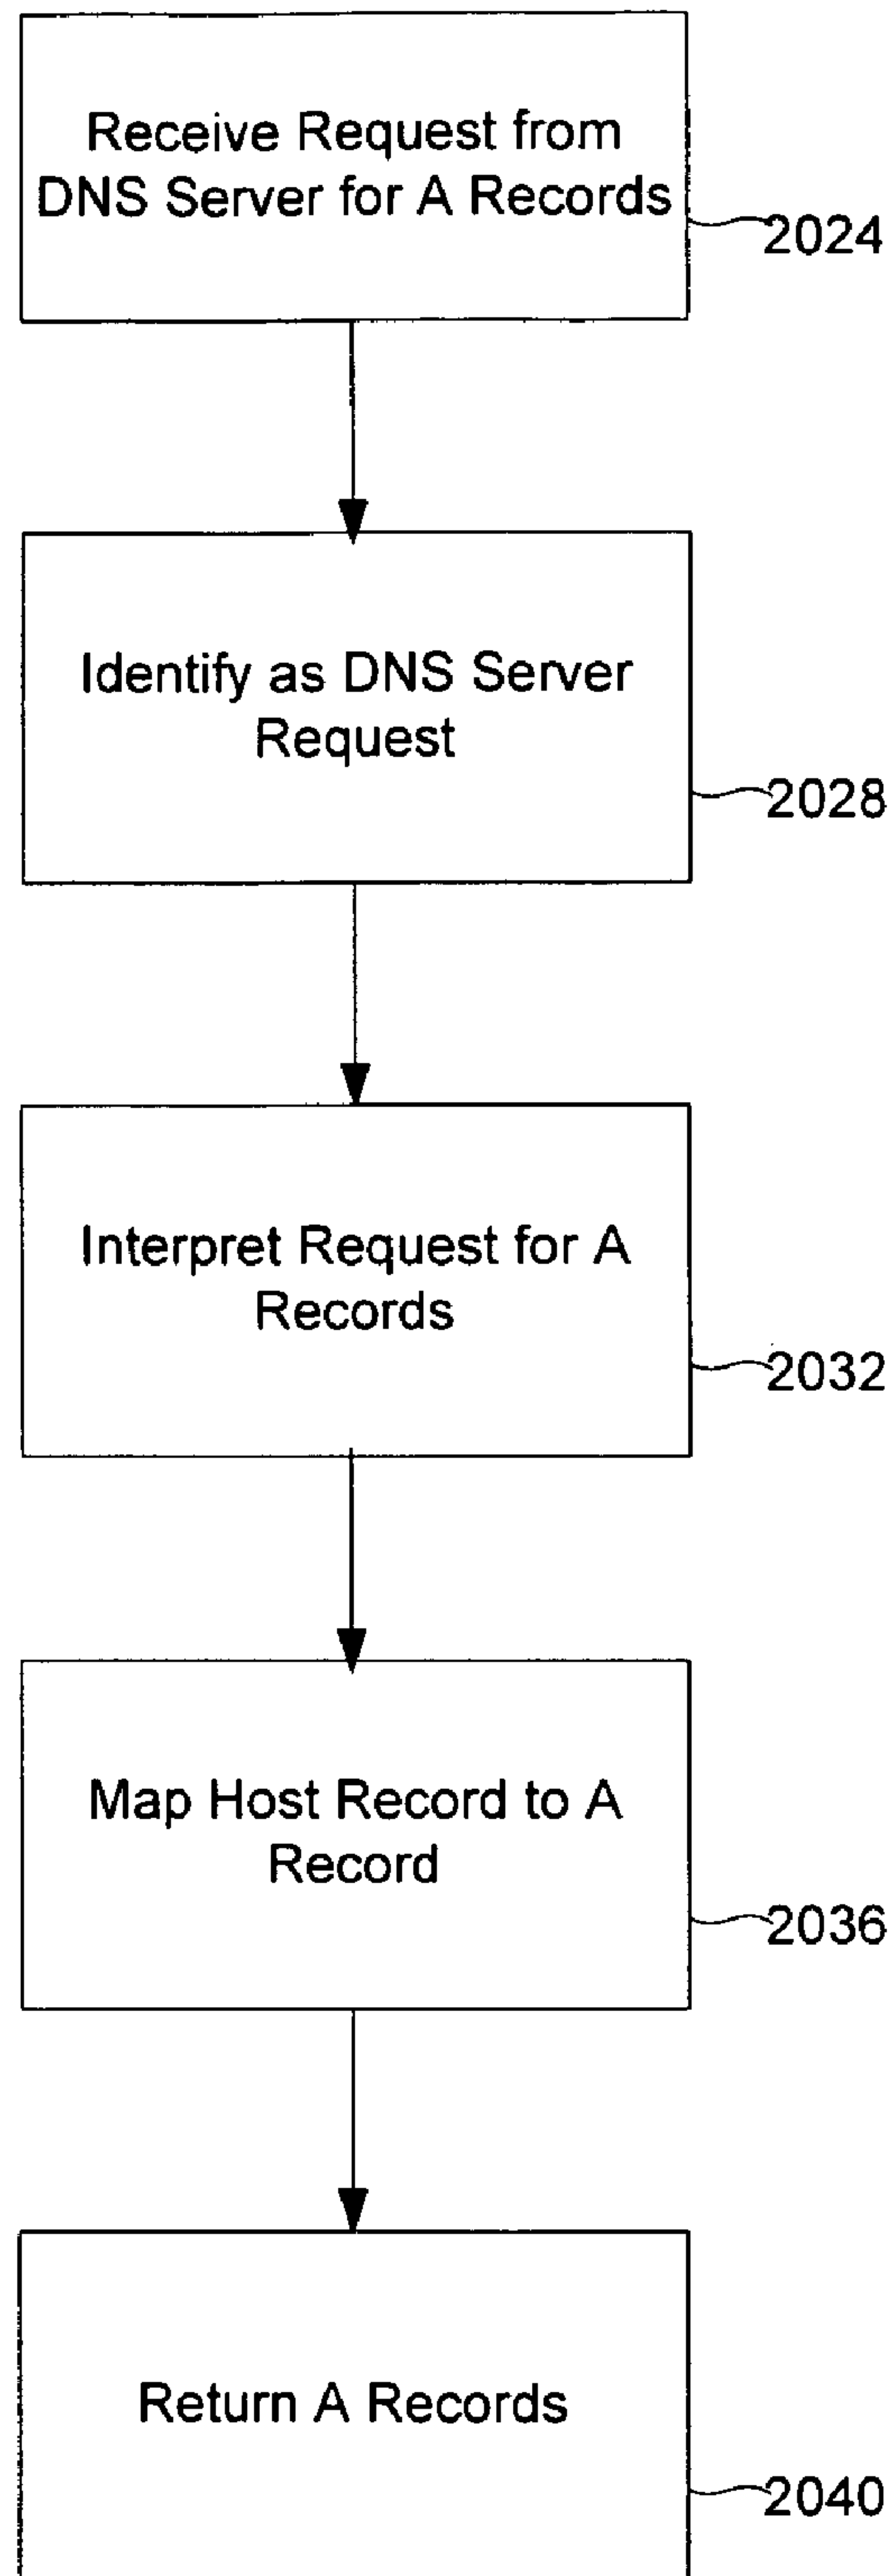 Receive Request from
DNS Server for A Records
2024
Identify as DNS Server
Request
2028
Interpret Request for A
Records
2032
Map Host Record to A
Record
2036
Return A Records
2040